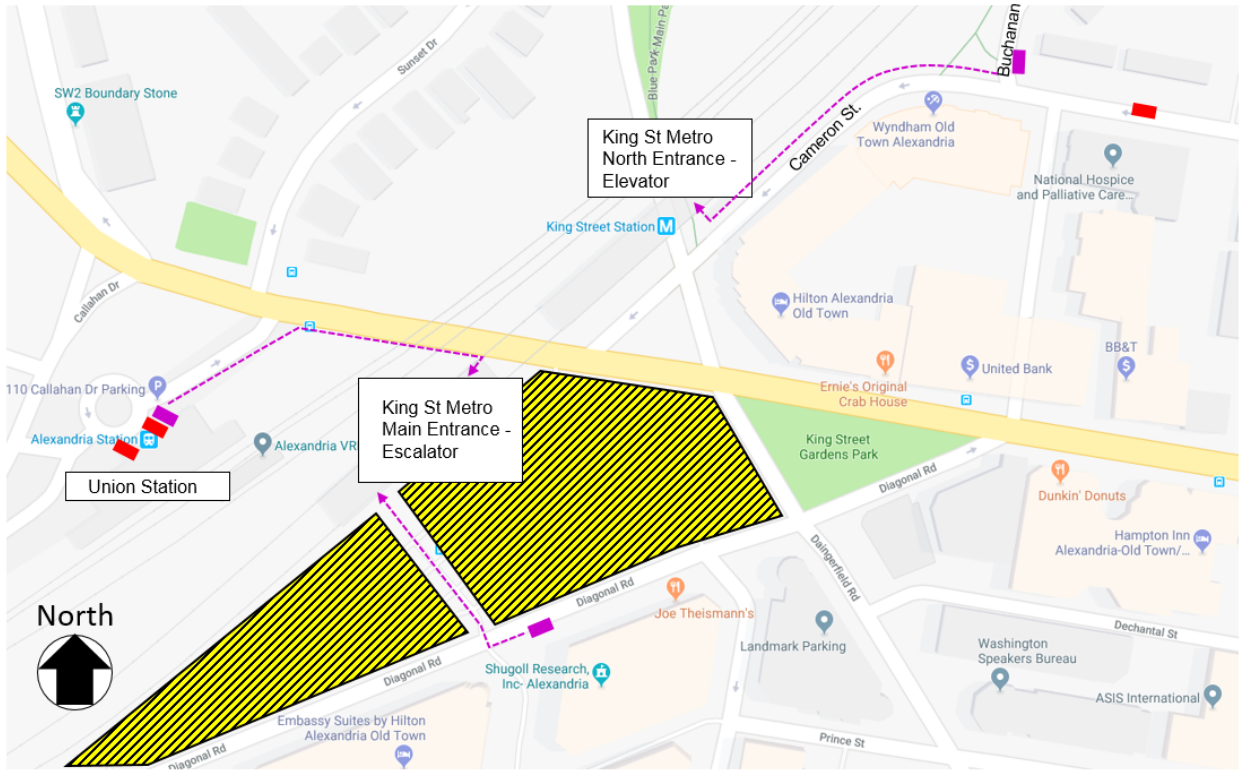 Buchanan
Sunset Dr
Blue Park Main Pa
SW2 Boundary Stone
King St Metro
North Entrance -
Elevator
Cameron St.
Wyndham Old
Town Alexandria
National Hospice
and Palliative Care...
King Street Station
M
Callahan Dr
Hilton Alexandria
Old Town
BB&T
$
United Bank
$
Ernie's Original
Crab House
110 Callahan Dr Parking
P
King St Metro
Main Entrance -
Escalator
Alexandria Station
Alexandria VR
King Street
Gardens Park
Diagonal Rd
Union Station
Dunkin' Donuts
Hampton Inn
Alexandria-Old Town/...
Daingerfield Rd
North
Diagonal Rd
Joe Theismann's
Landmark Parking
Dechantal St
Washington
Speakers Bureau
Shugoll Research,
Inc- Alexandria
Diagonal Rd
ASIS International
Embassy Suites by Hilton
Alexandria Old Town
Prince St
Diagonal Rd